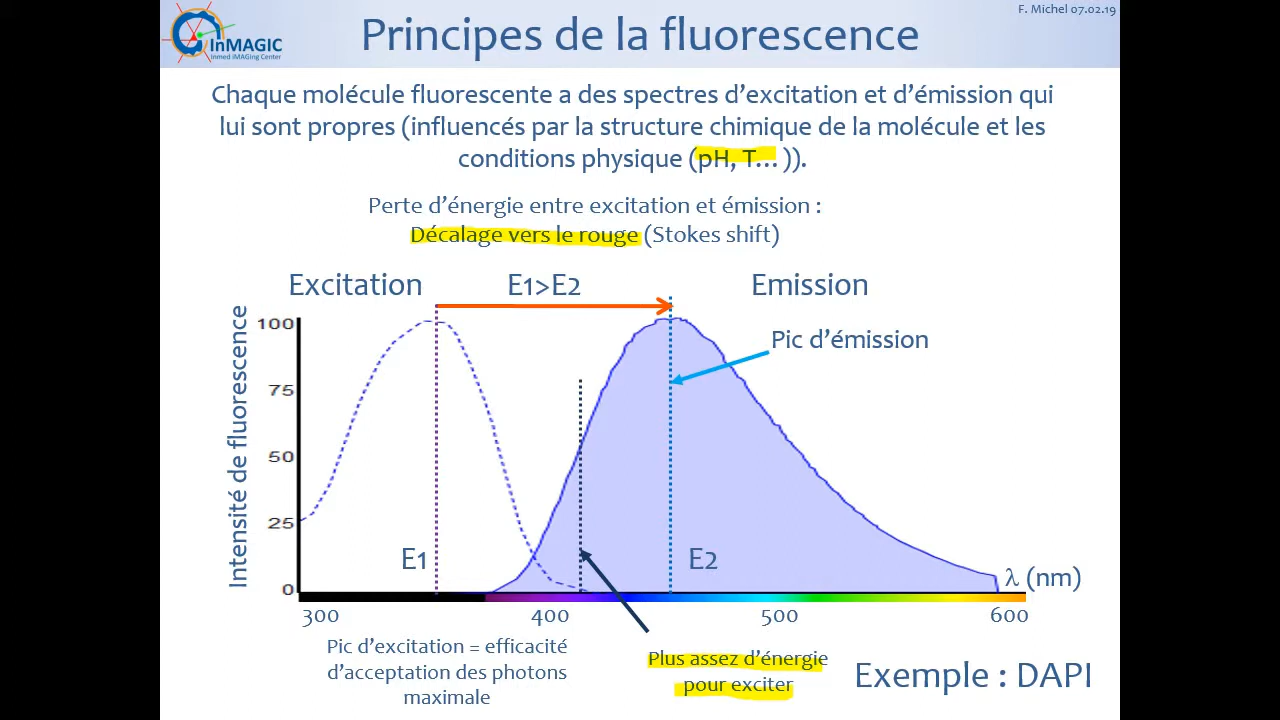 InMAGIC
Inmed iMAGing Center
Principes de la fluorescence
F. Michel 07.02.19
Chaque molécule fluorescente a des spectres d’excitation et d’émission qui
lui sont propres (influencés par la structure chimique de la molécule et les
conditions physique (pH, T... )).
Perte d’énergie entre excitation et émission :
Décalage vers le rouge (Stokes shift)
Excitation
E1>E2
Emission
Pic d’émission
Intensité de fluorescence
100
75
50
25
0
E1
E2
λ (nm)
300
400
500
600
Pic d’excitation = efficacité
d’acceptation des photons
maximale
Plus assez d’énergie
pour exciter
Exemple : DAPI